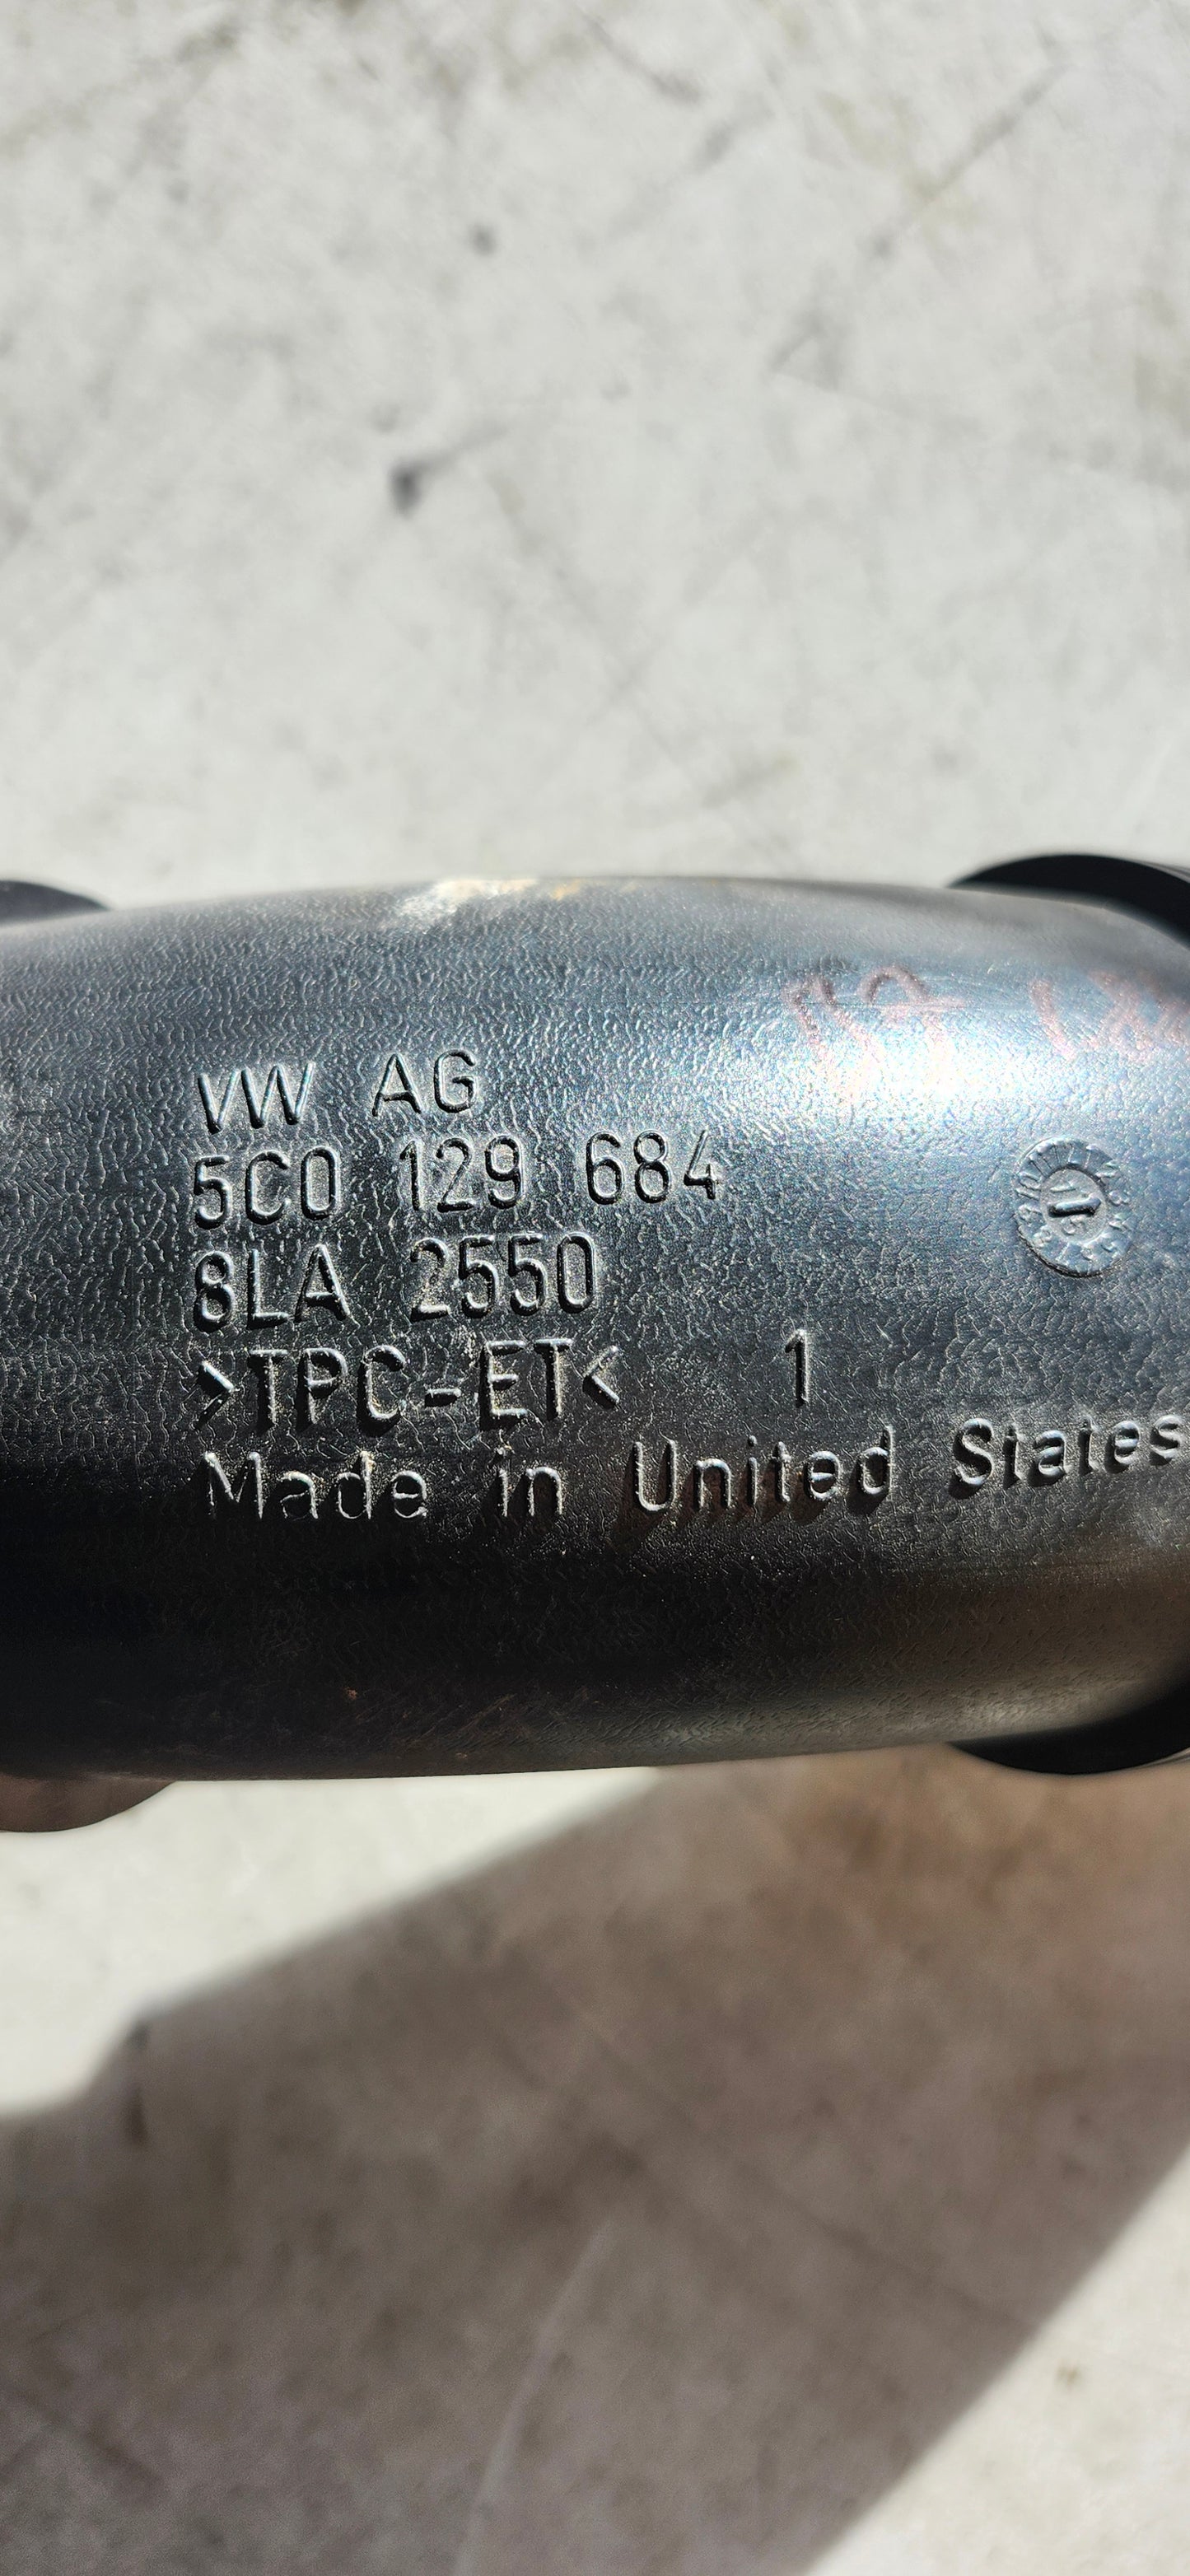 VW AG
5C0 129 684
8LA 2550
>TPC-ET< 1
Made in United States